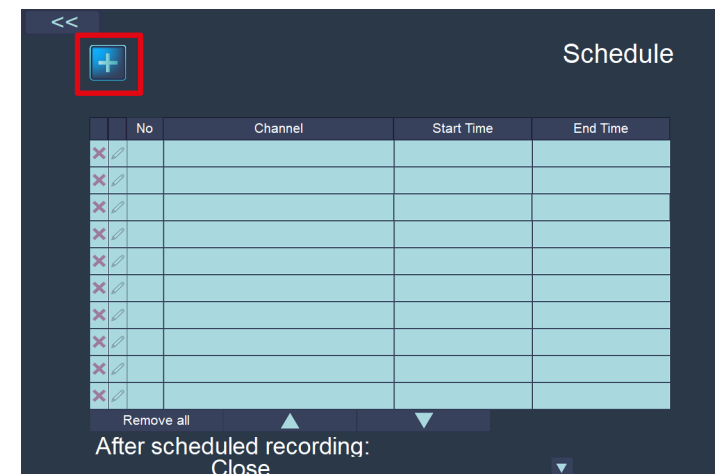 <<
Schedule
No Channel Start Time End Time
Remove all
After scheduled recording:
Close